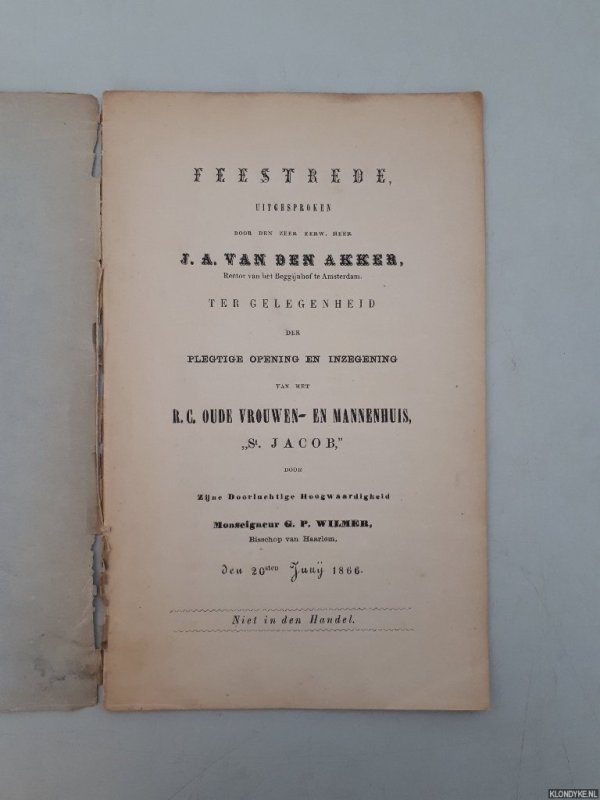 FEESTREDE,
UITGESPROKEN
DOOR DEN ZEER EERW. HEER
J. A. VAN DEN AKKER,
Rector van het Beggijnhof te Amsterdam.
TER GELEGENHEID
DER
PLEGTIGE OPENING EN INZEGENING
VAN HET
R. C. OUDE VROUWEN- EN MANNENHUIS,
„St. JACOB,”
DOOR
Zijne Doorluchtige Hoogwaardigheid
Monseigneur G. P. WILMER,
Bisschop van Haarlem,
den 20sten Junij 1866.
Niet in den Handel.
KLONDYKE.NL